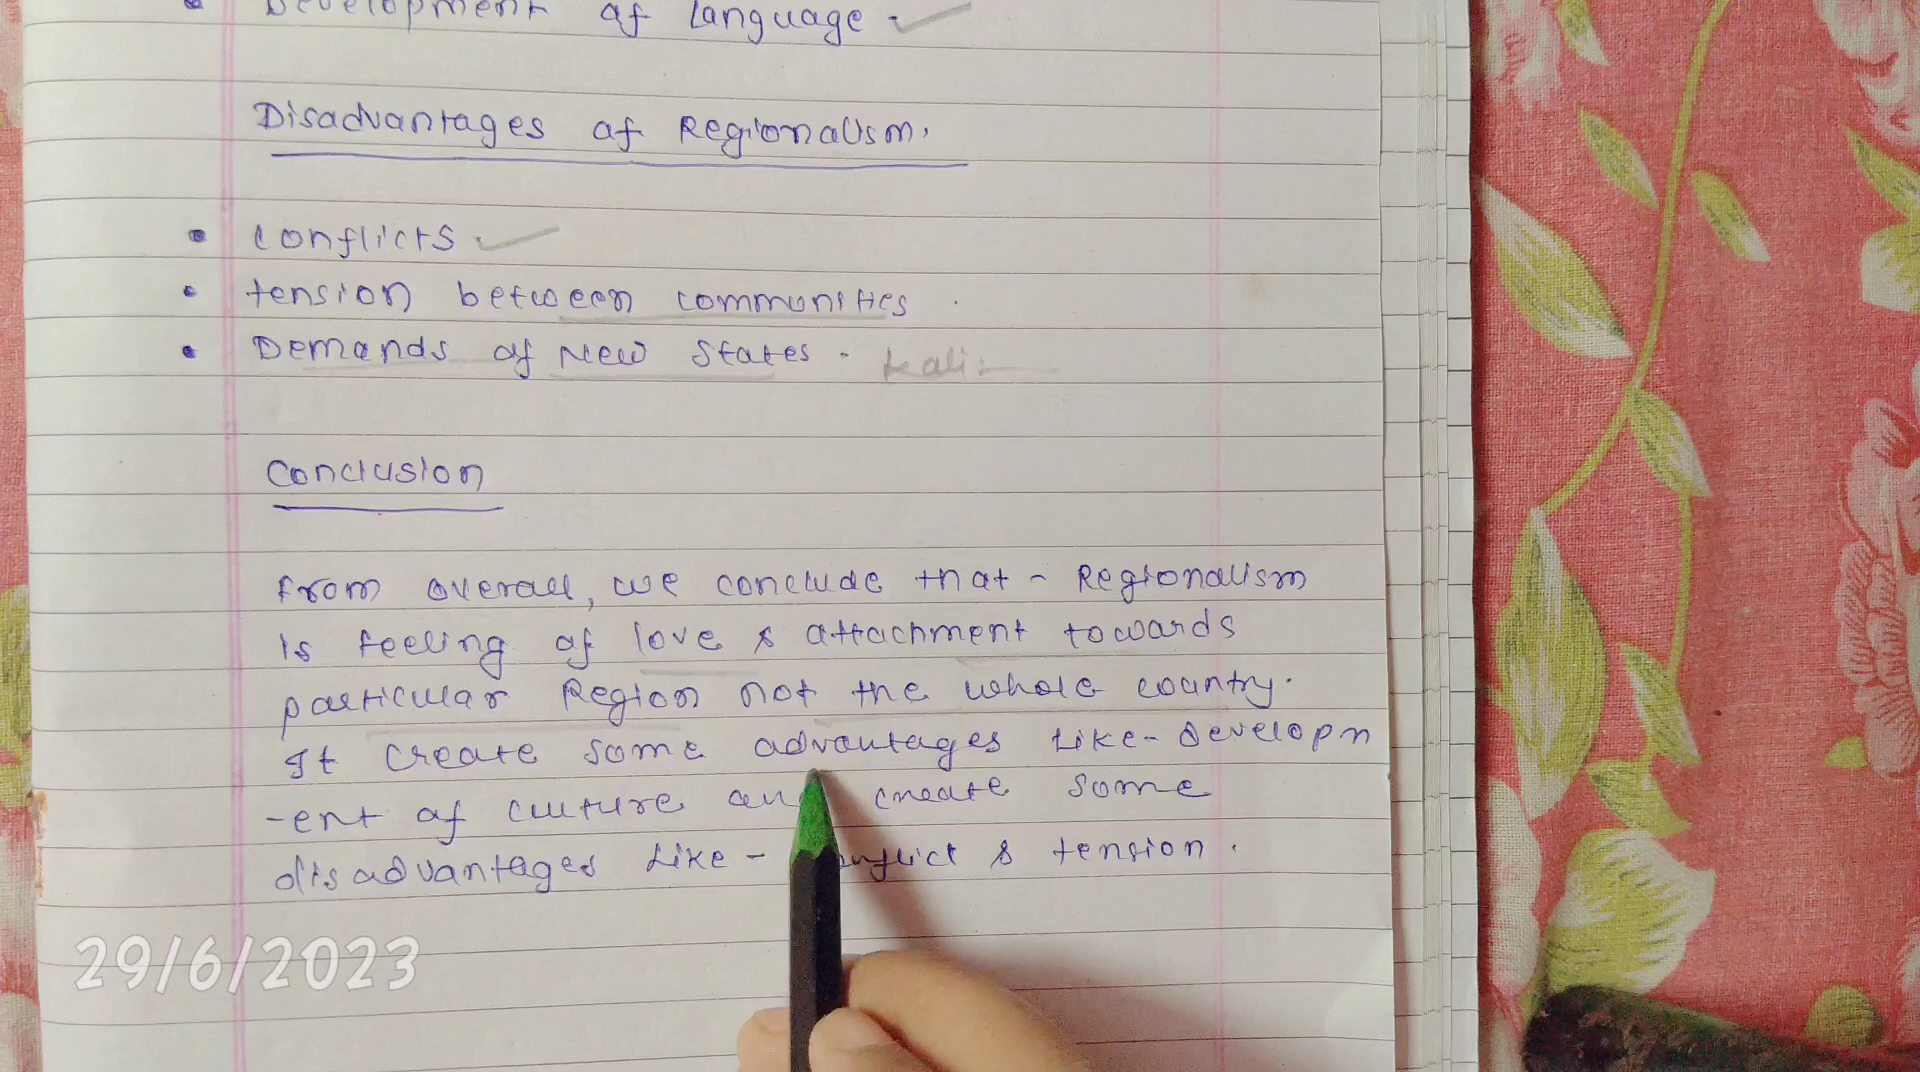 Development of language
Disadvantages of Regionalism.
• conflicts
• tension between communities.
• Demands of New States. Kali
Conclusion
from overall, we conclude that - Regionalism
is feeling of love & attachment towards
particular Region not the whole country.
It create some advantages like - Developm
-ent of culture and create some
disadvantages like - conflict & tension.
29/6/2023